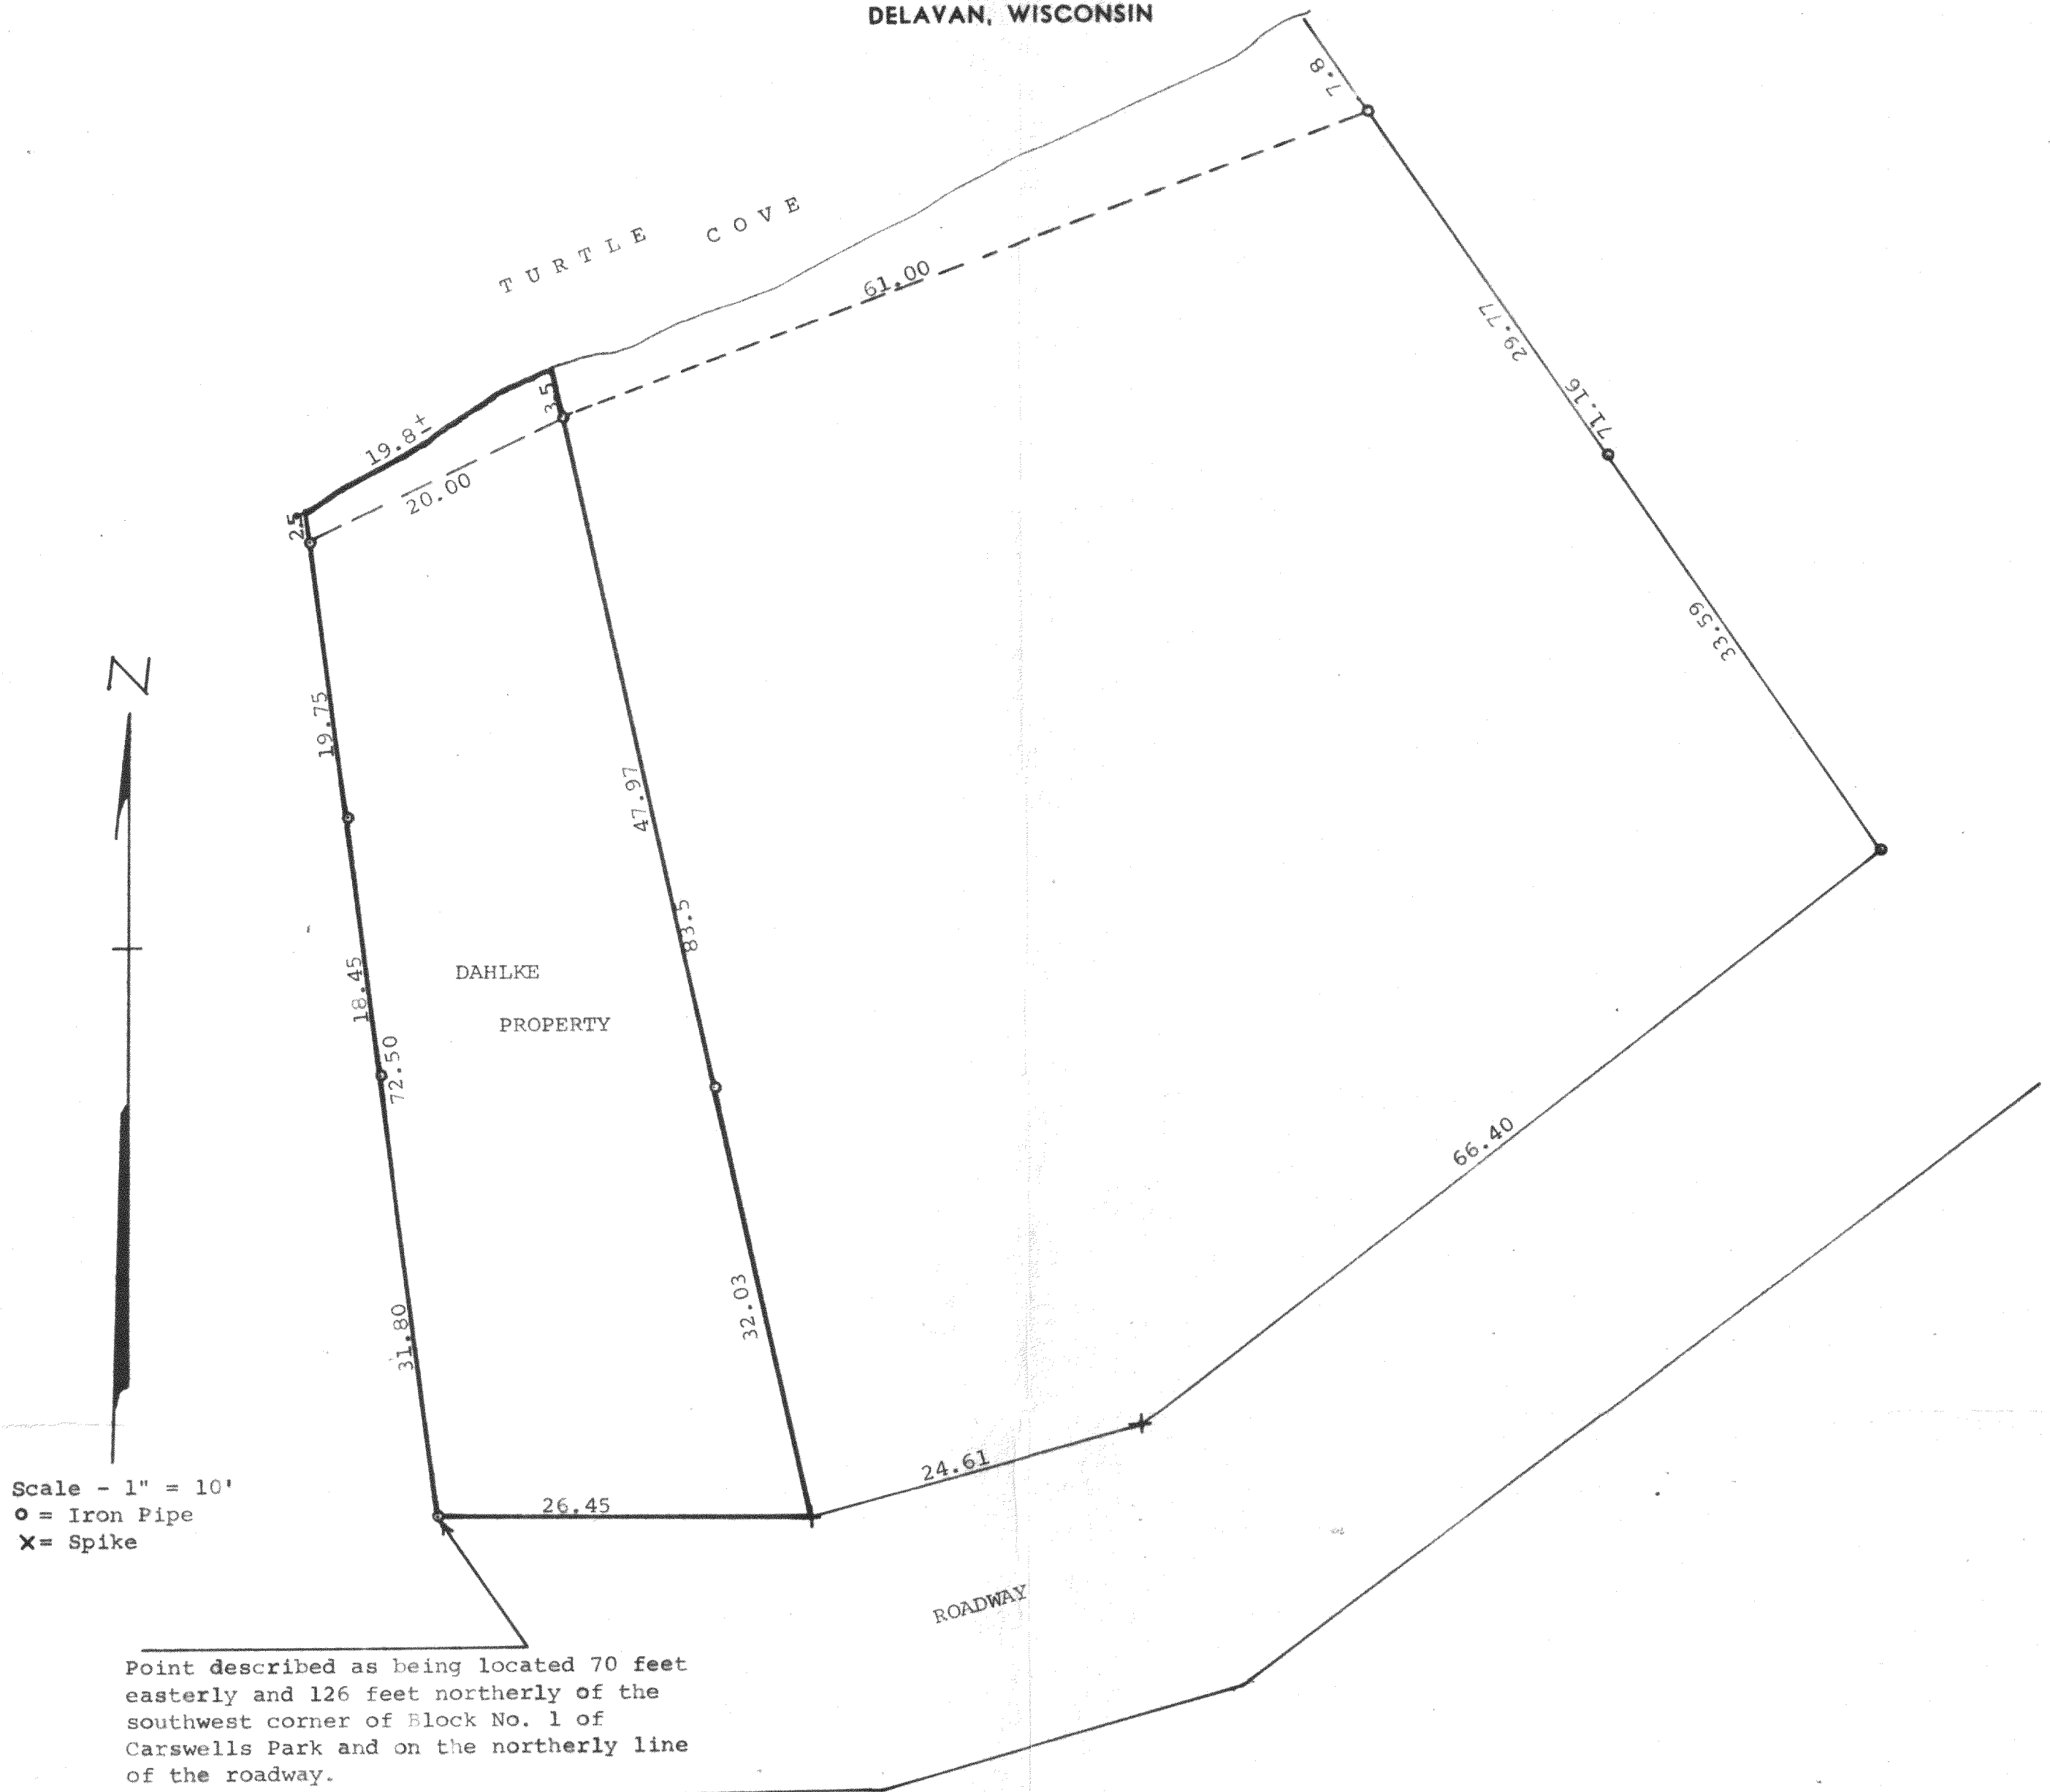 DELAVAN, WISCONSIN
7.8
TURTLE COVE
61.00
29.77
71.16
3.5
19.8±
20.00
2.5
33.59
N
19.75
47.97
83.5
18.45
DAHLKE
PROPERTY
72.50
66.40
32.03
31.80
24.61
26.45
Scale - 1" = 10'
o = Iron Pipe
X= Spike
ROADWAY
Point described as being located 70 feet
easterly and 126 feet northerly of the
southwest corner of Block No. 1 of
Carswells Park and on the northerly line
of the roadway.